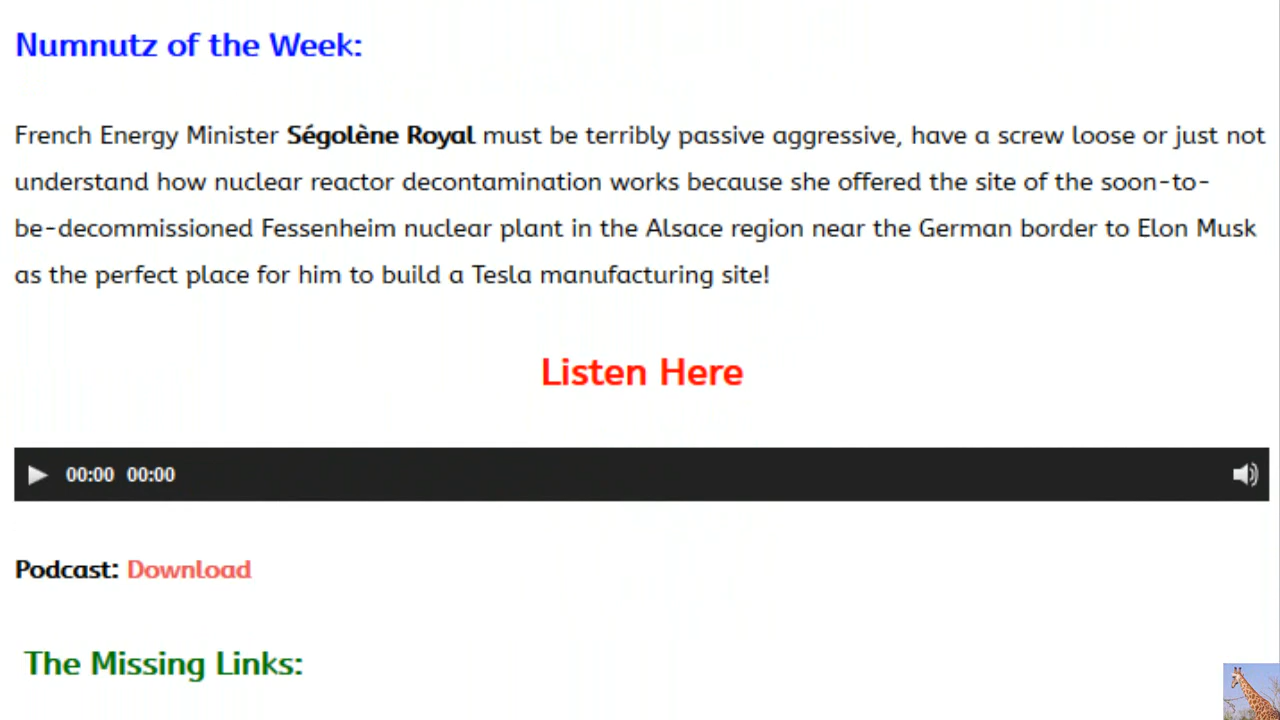 Numnutz of the Week:
French Energy Minister Ségolène Royal must be terribly passive aggressive, have a screw loose or just not
understand how nuclear reactor decontamination works because she offered the site of the soon-to-
be-decommissioned Fessenheim nuclear plant in the Alsace region near the German border to Elon Musk
as the perfect place for him to build a Tesla manufacturing site!
Listen Here
00:00 00:00
Podcast: Download
The Missing Links: